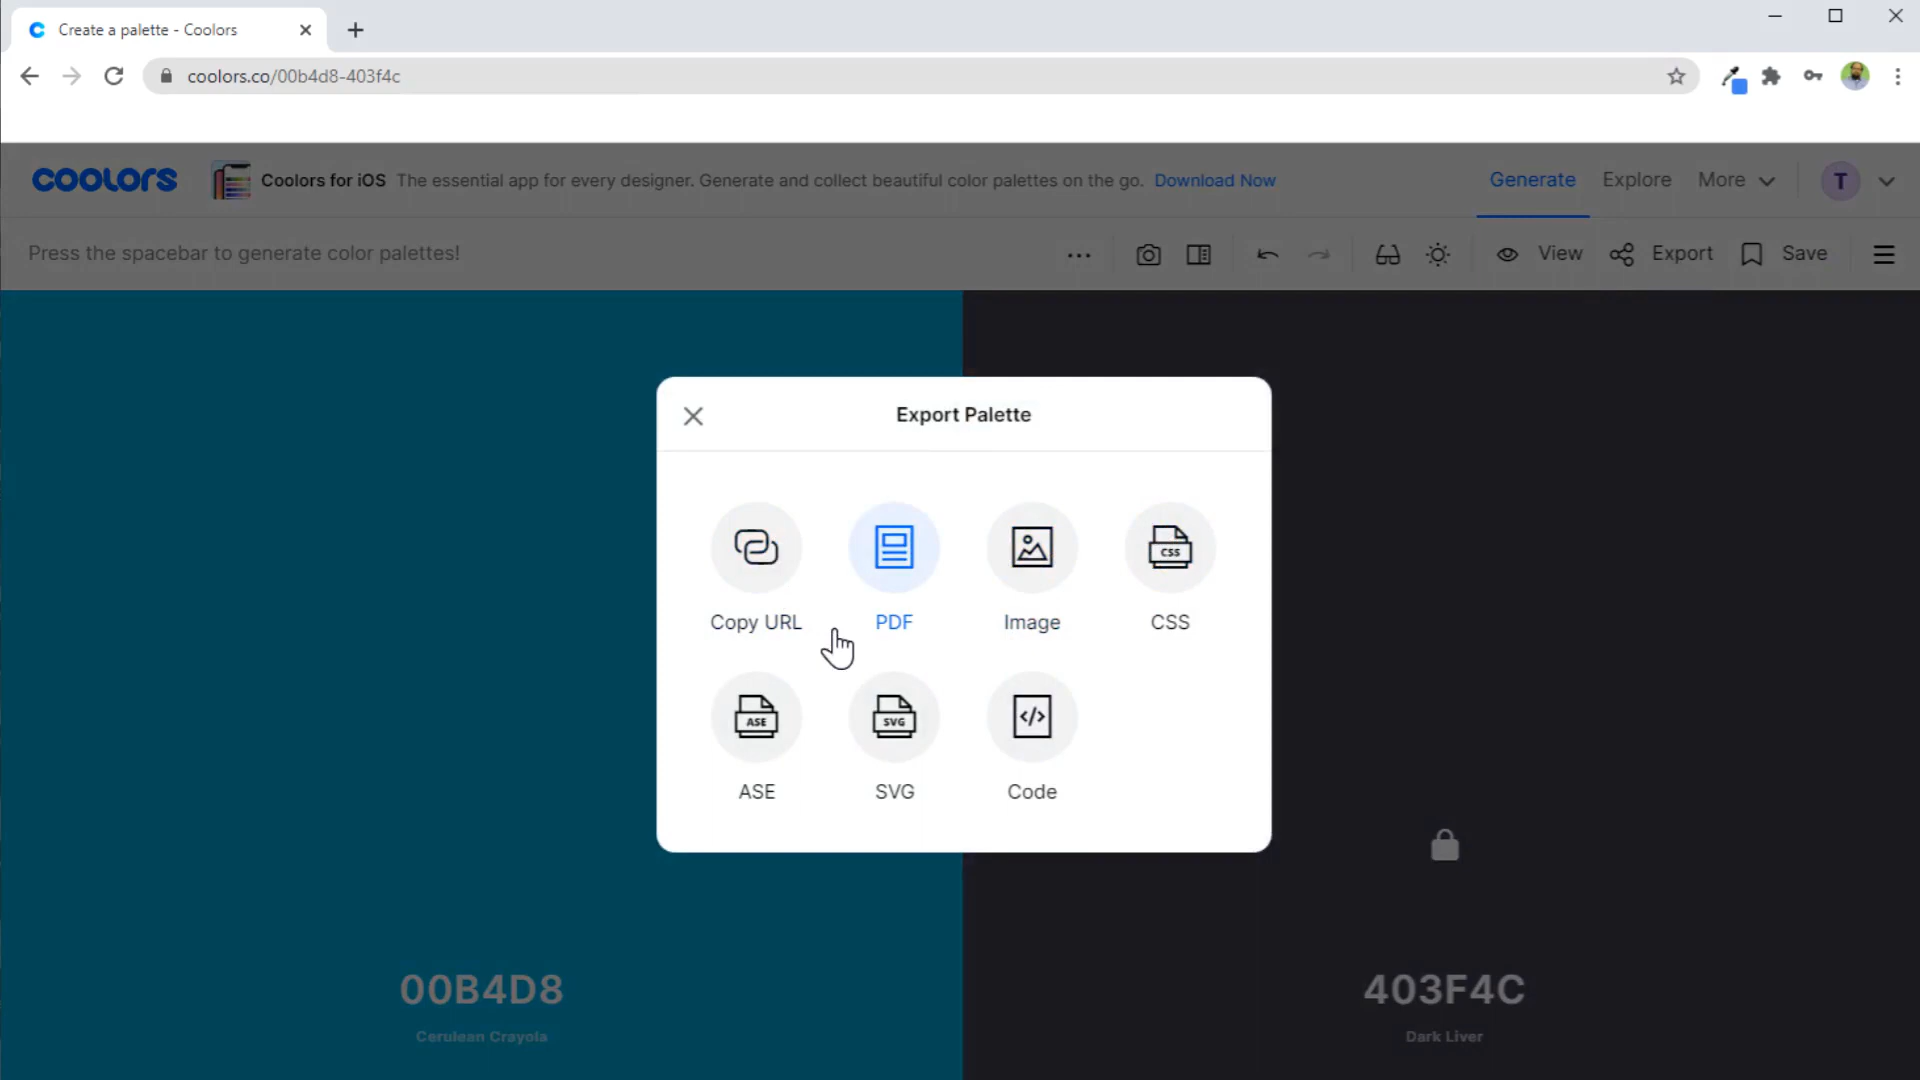 Create a palette - Coolors
coolors.co/00b4d8-403f4c
coolors
Coolors for iOS The essential app for every designer. Generate and collect beautiful color palettes on the go. Download Now
Generate Explore More T
Press the spacebar to generate color palettes!
View Export Save
Export Palette
CSS
Copy URL PDF Image CSS
ASE SVG </>
ASE SVG Code
00B4D8 403F4C
Cerulean Crayola Dark Liver